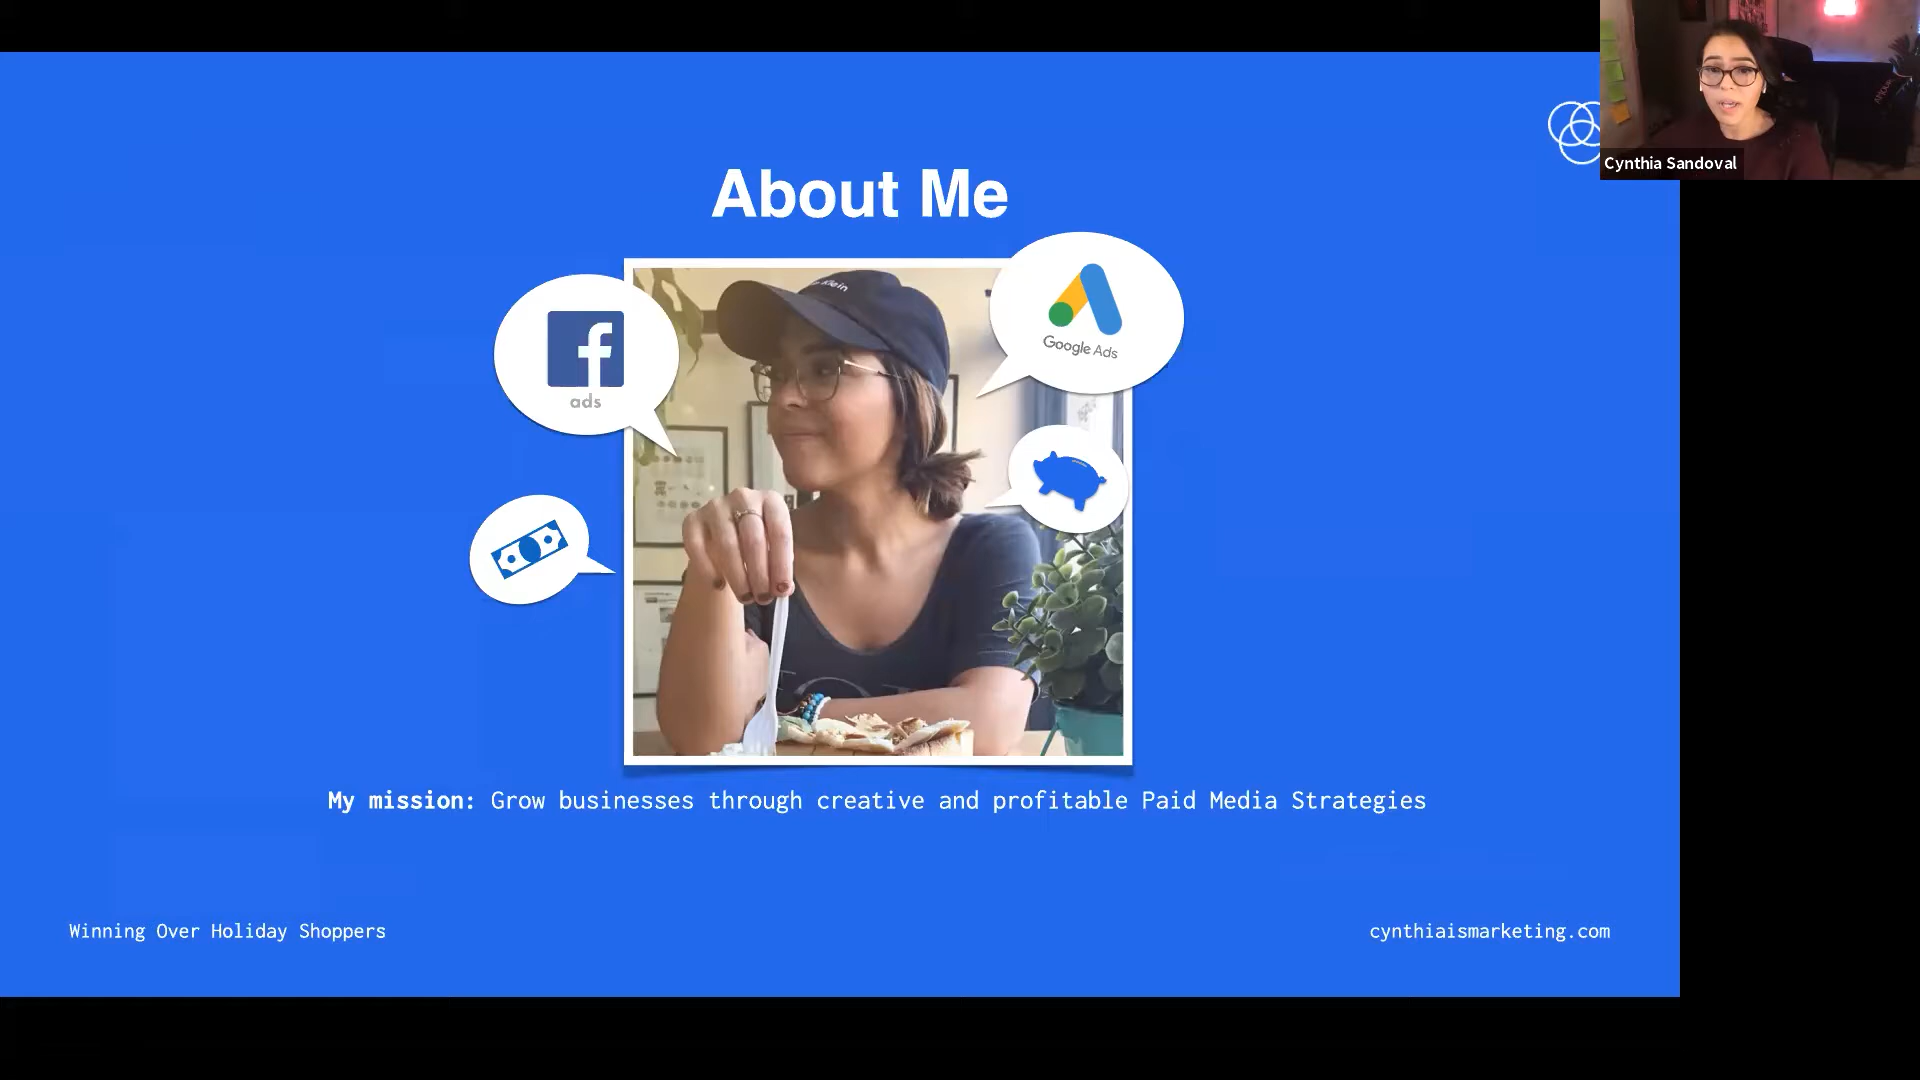 Cynthia Sandoval
About Me
Google Ads
ads
My mission: Grow businesses through creative and profitable Paid Media Strategies
Winning Over Holiday Shoppers
cynthiaismarketing.com